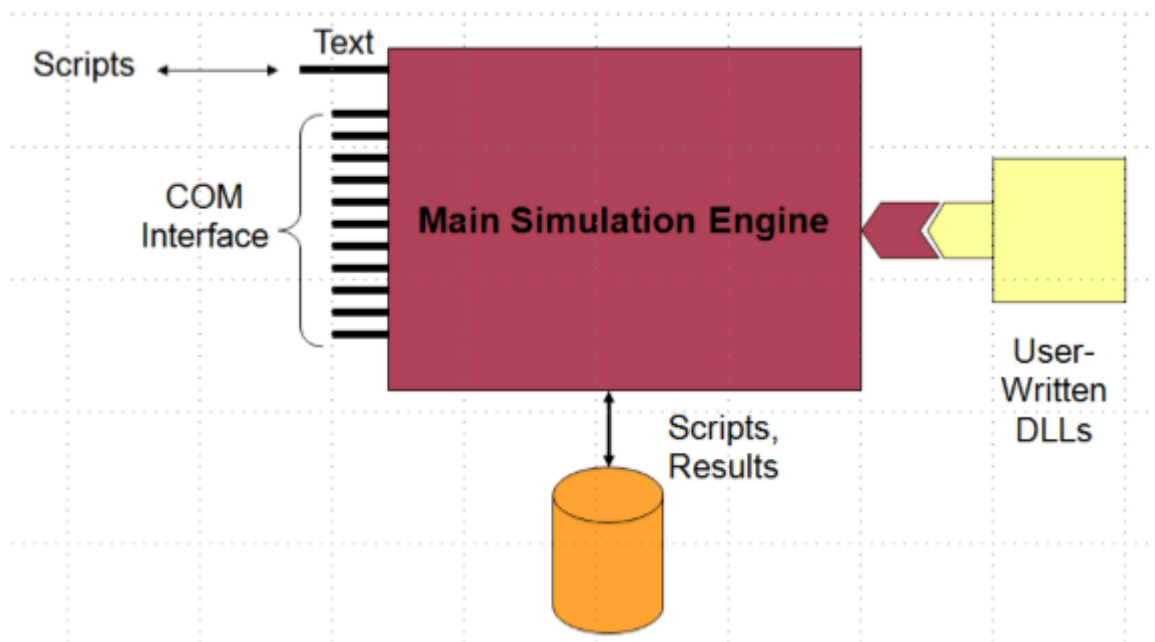 Text
Scripts
COM
Interface
Main Simulation Engine
User-
Written
DLLs
Scripts,
Results